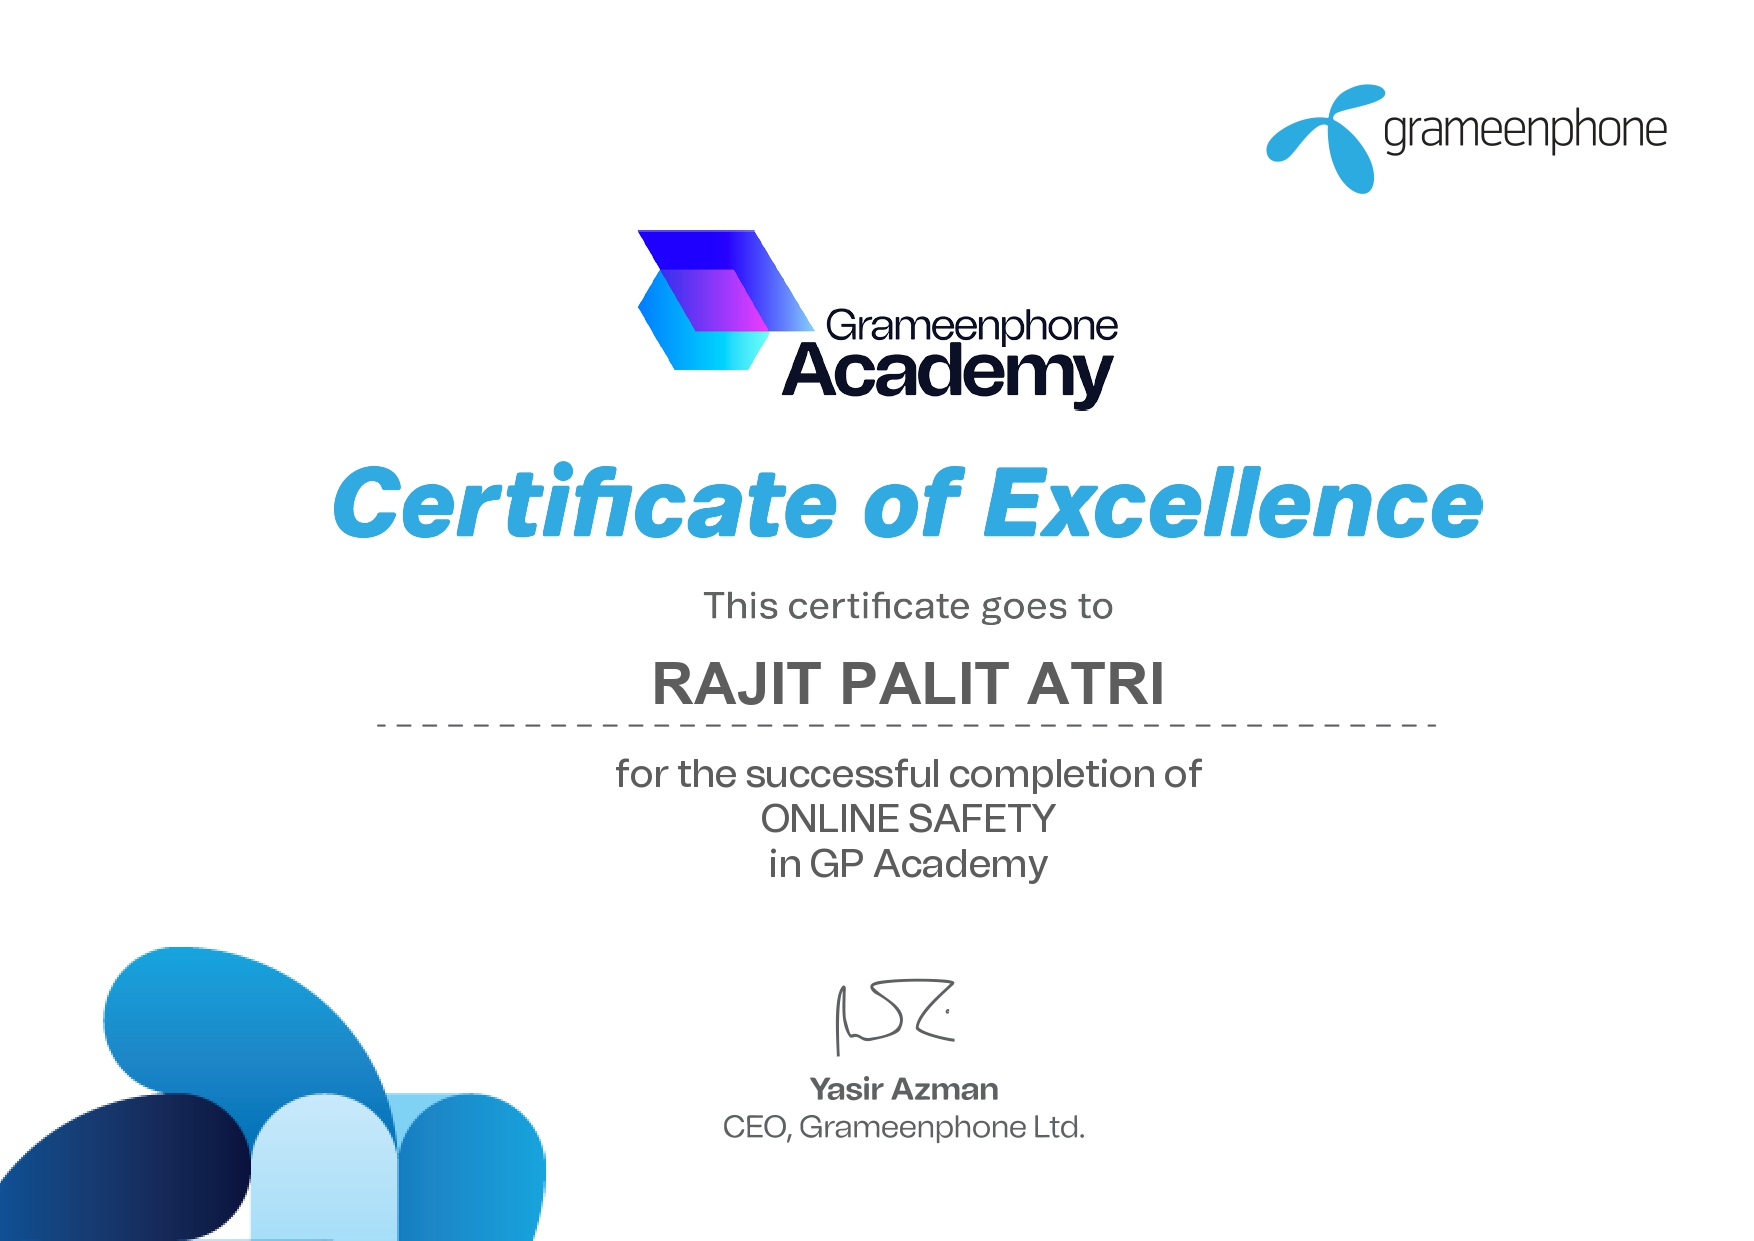 grameenphone
Grameenphone
Academy
Certificate of Excellence
This certificate goes to
RAJIT PALIT ATRI
for the successful completion of
ONLINE SAFETY
in GP Academy
Yasir Azman
CEO, Grameenphone Ltd.